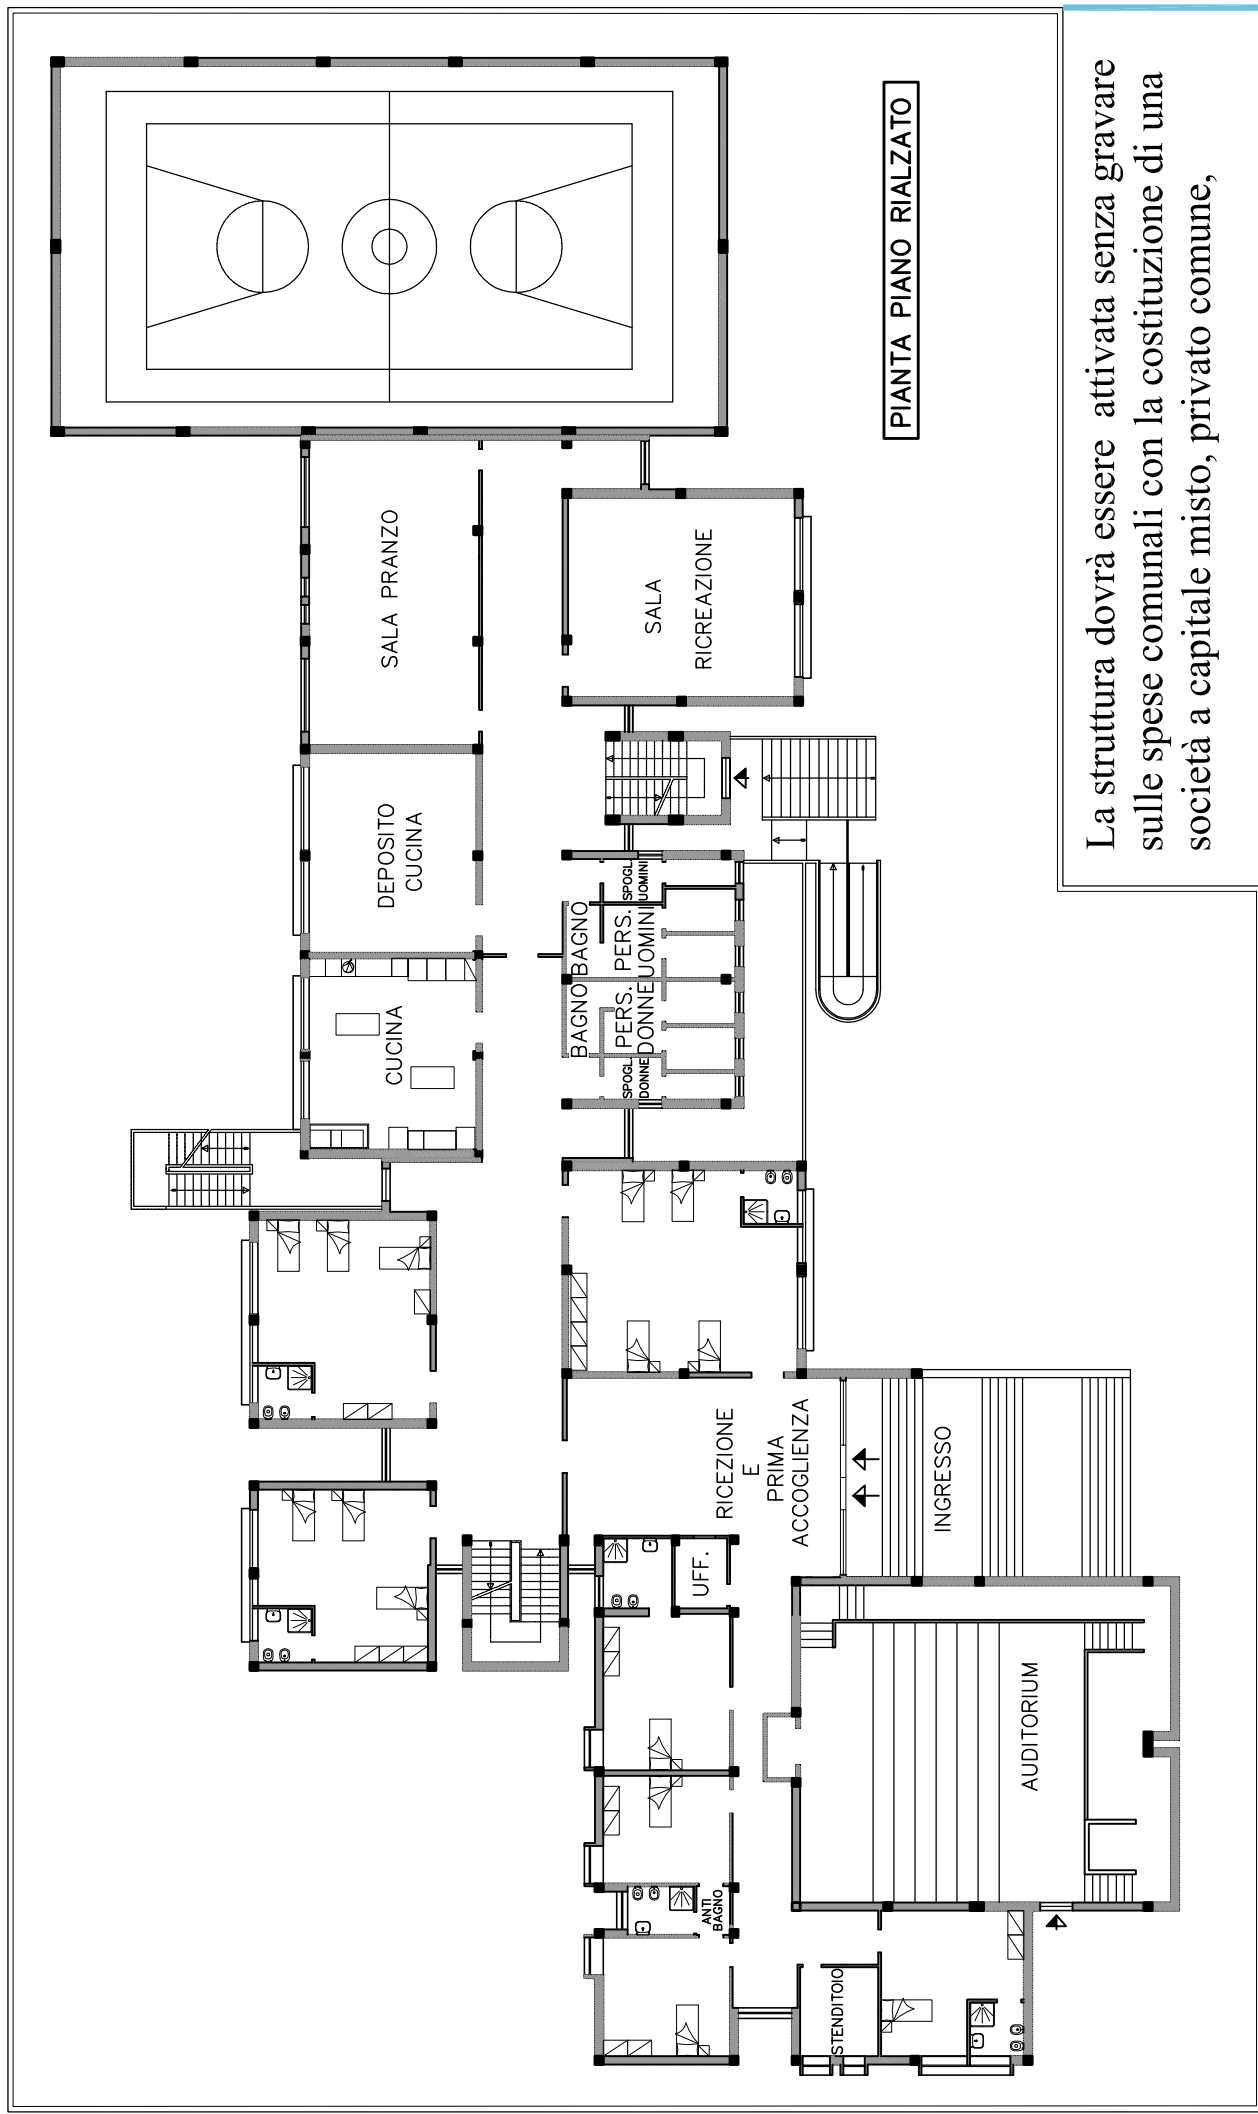 La struttura dovrà essere attivata senza gravare
sulle spese comunali con la costituzione di una
società a capitale misto, privato comune,
PIANTA PIANO RIALZATO
SALA PRANZO
SALA
RICREAZIONE
DEPOSITO
CUCINA
CUCINA
BAGNO
PERS.
UOMINI
SPOGL.
UOMINI
BAGNO
PERS.
DONNE
SPOGL.
DONNE
RICEZIONE
E
PRIMA
ACCOGLIENZA
INGRESSO
UFF.
AUDITORIUM
ANTI
BAGNO
STENDITOIO